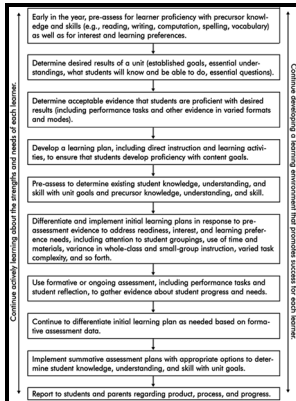 Early in the year, pre-assess for learner proficiency with precursor knowl-
edge and skills (e.g., reading, writing, computation, spelling, vocabulary)
as well as for interest and learning preferences.
Determine desired results of a unit (established goals, essential under-
standings, what students will know and be able to do, essential questions).
Determine acceptable evidence that students are proficient with desired
results (including performance tasks and other evidence in varied formats
and modes).
Develop a learning plan, including direct instruction and learning activi-
ties, to ensure that students develop proficiency with content goals.
Pre-assess to determine existing student knowledge, understanding, and
skill with unit goals and precursor knowledge, understanding, and skill.
Differentiate and implement initial learning plans in response to pre-
assessment evidence to address readiness, interest, and learning prefer-
ence needs, including attention to student groupings, use of time and
materials, variance in whole-class and small-group instruction, varied task
complexity, and so forth.
Use formative or ongoing assessment, including performance tasks and
student reflection, to gather evidence about student progress and needs.
Continue to differentiate initial learning plan as needed based on forma-
tive assessment data.
Implement summative assessment plans with appropriate options to deter-
mine student knowledge, understanding, and skill with unit goals.
Report to students and parents regarding product, process, and progress.
Continue actively learning about the strengths and needs of each learner.
Continue developing a learning environment that promotes success for each learner.